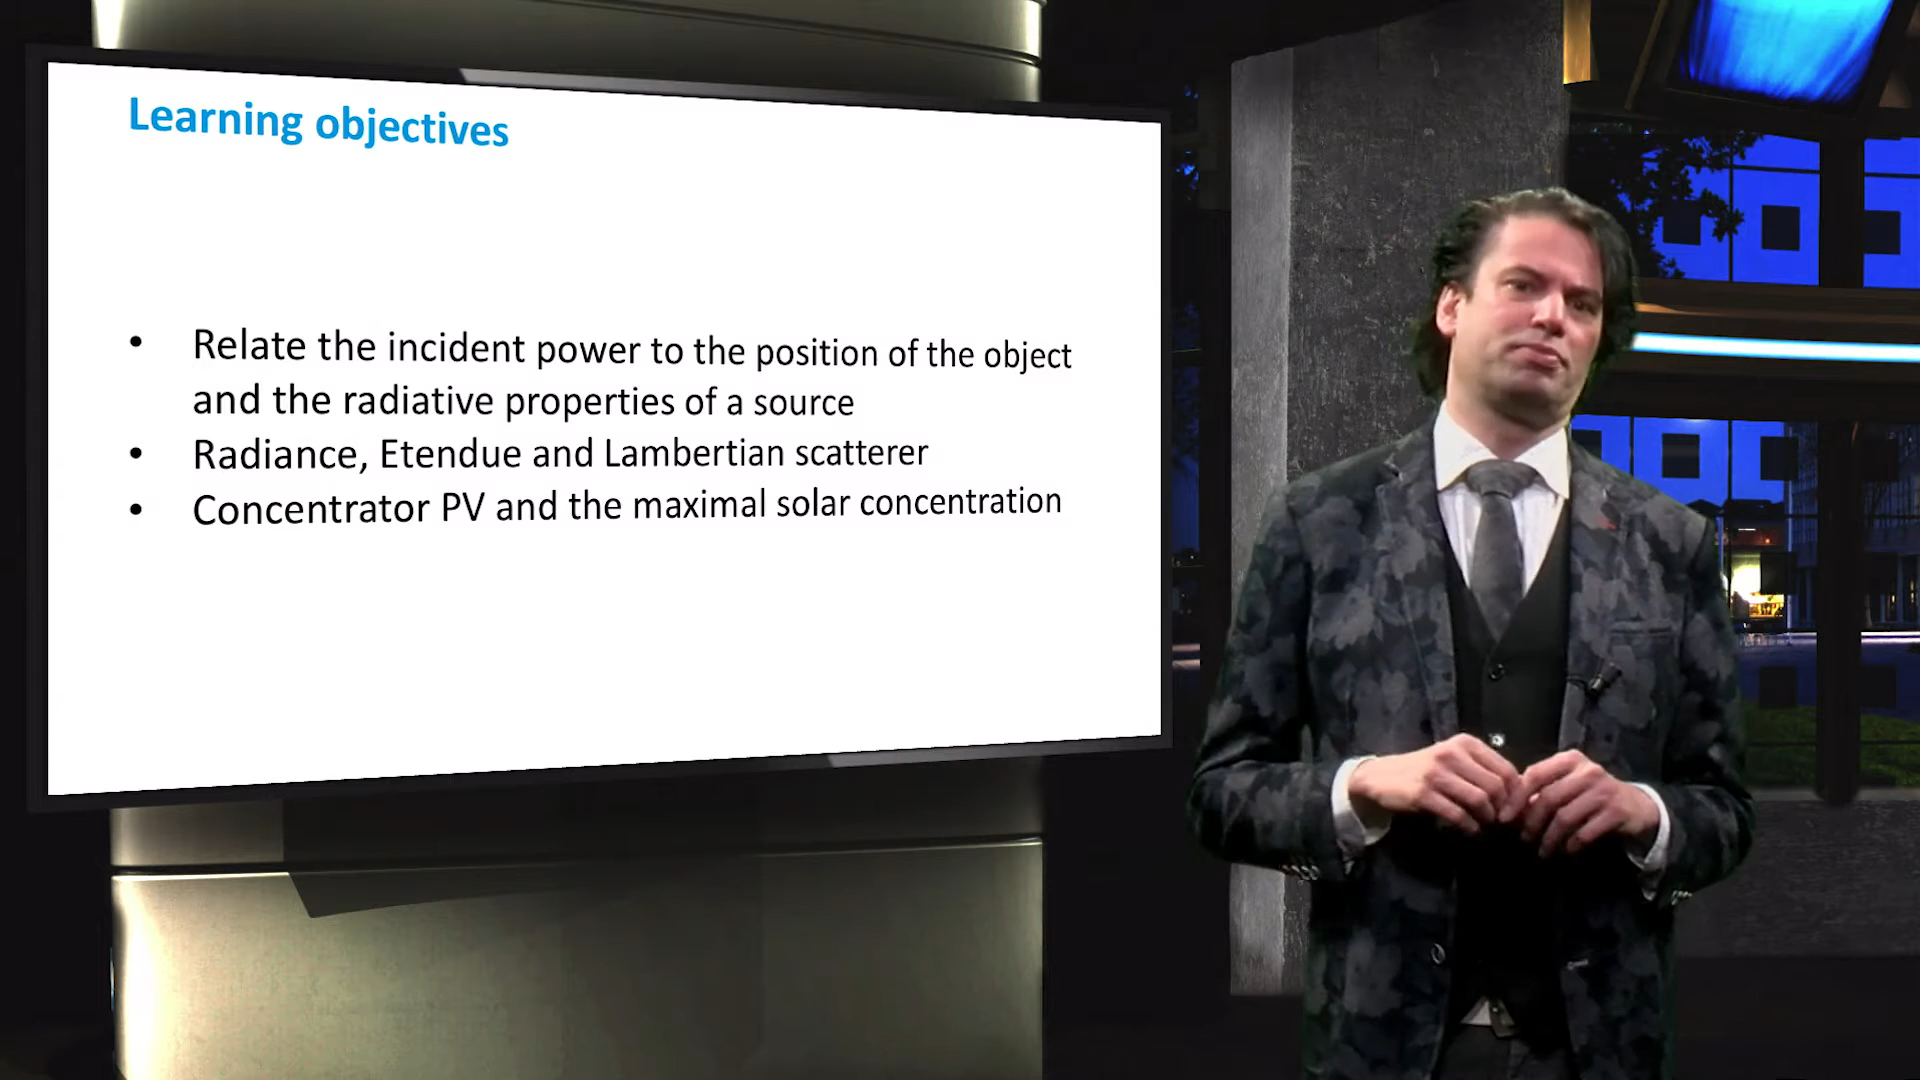 Learning objectives
• Relate the incident power to the position of the object
and the radiative properties of a source
• Radiance, Etendue and Lambertian scatterer
• Concentrator PV and the maximal solar concentration